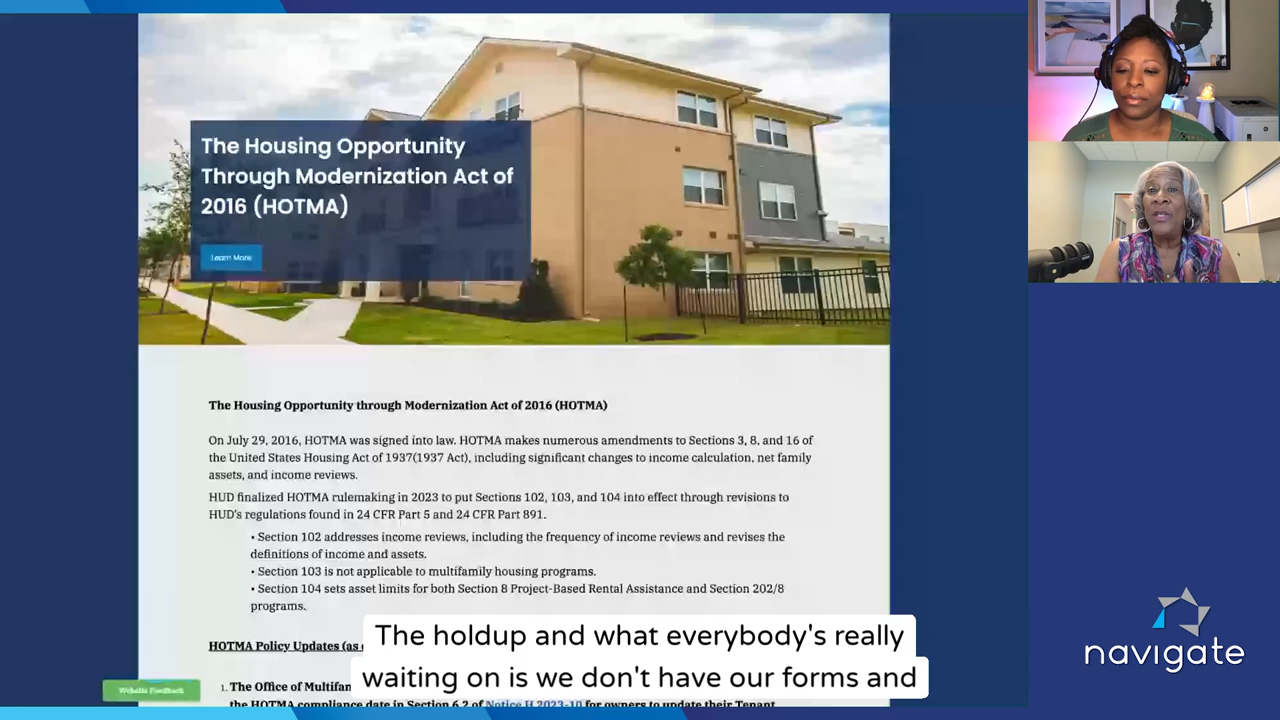 The Housing Opportunity
Through Modernization Act of
2016 (HOTMA)
Learn More
The Housing Opportunity through Modernization Act of 2016 (HOTMA)
On July 29, 2016, HOTMA was signed into law. HOTMA makes numerous amendments to Sections 3, 8, and 16 of
the United States Housing Act of 1937(1937 Act), including significant changes to income calculation, net family
assets, and income reviews.
HUD finalized HOTMA rulemaking in 2023 to put Sections 102, 103, and 104 into effect through revisions to
HUD's regulations found in 24 CFR Part 5 and 24 CFR Part 891.
• Section 102 addresses income reviews, including the frequency of income reviews and revises the
definitions of income and assets.
• Section 103 is not applicable to multifamily housing programs.
• Section 104 sets asset limits for both Section 8 Project-Based Rental Assistance and Section 202/8
programs.
HOTMA Policy Updates (as
1. The Office of Multifam
the HOTMA compliance date in Section 6.2 of Notice H 2023-10 for owners to update their Tenant
Website Feedback
The holdup and what everybody's really
waiting on is we don't have our forms and
navigate